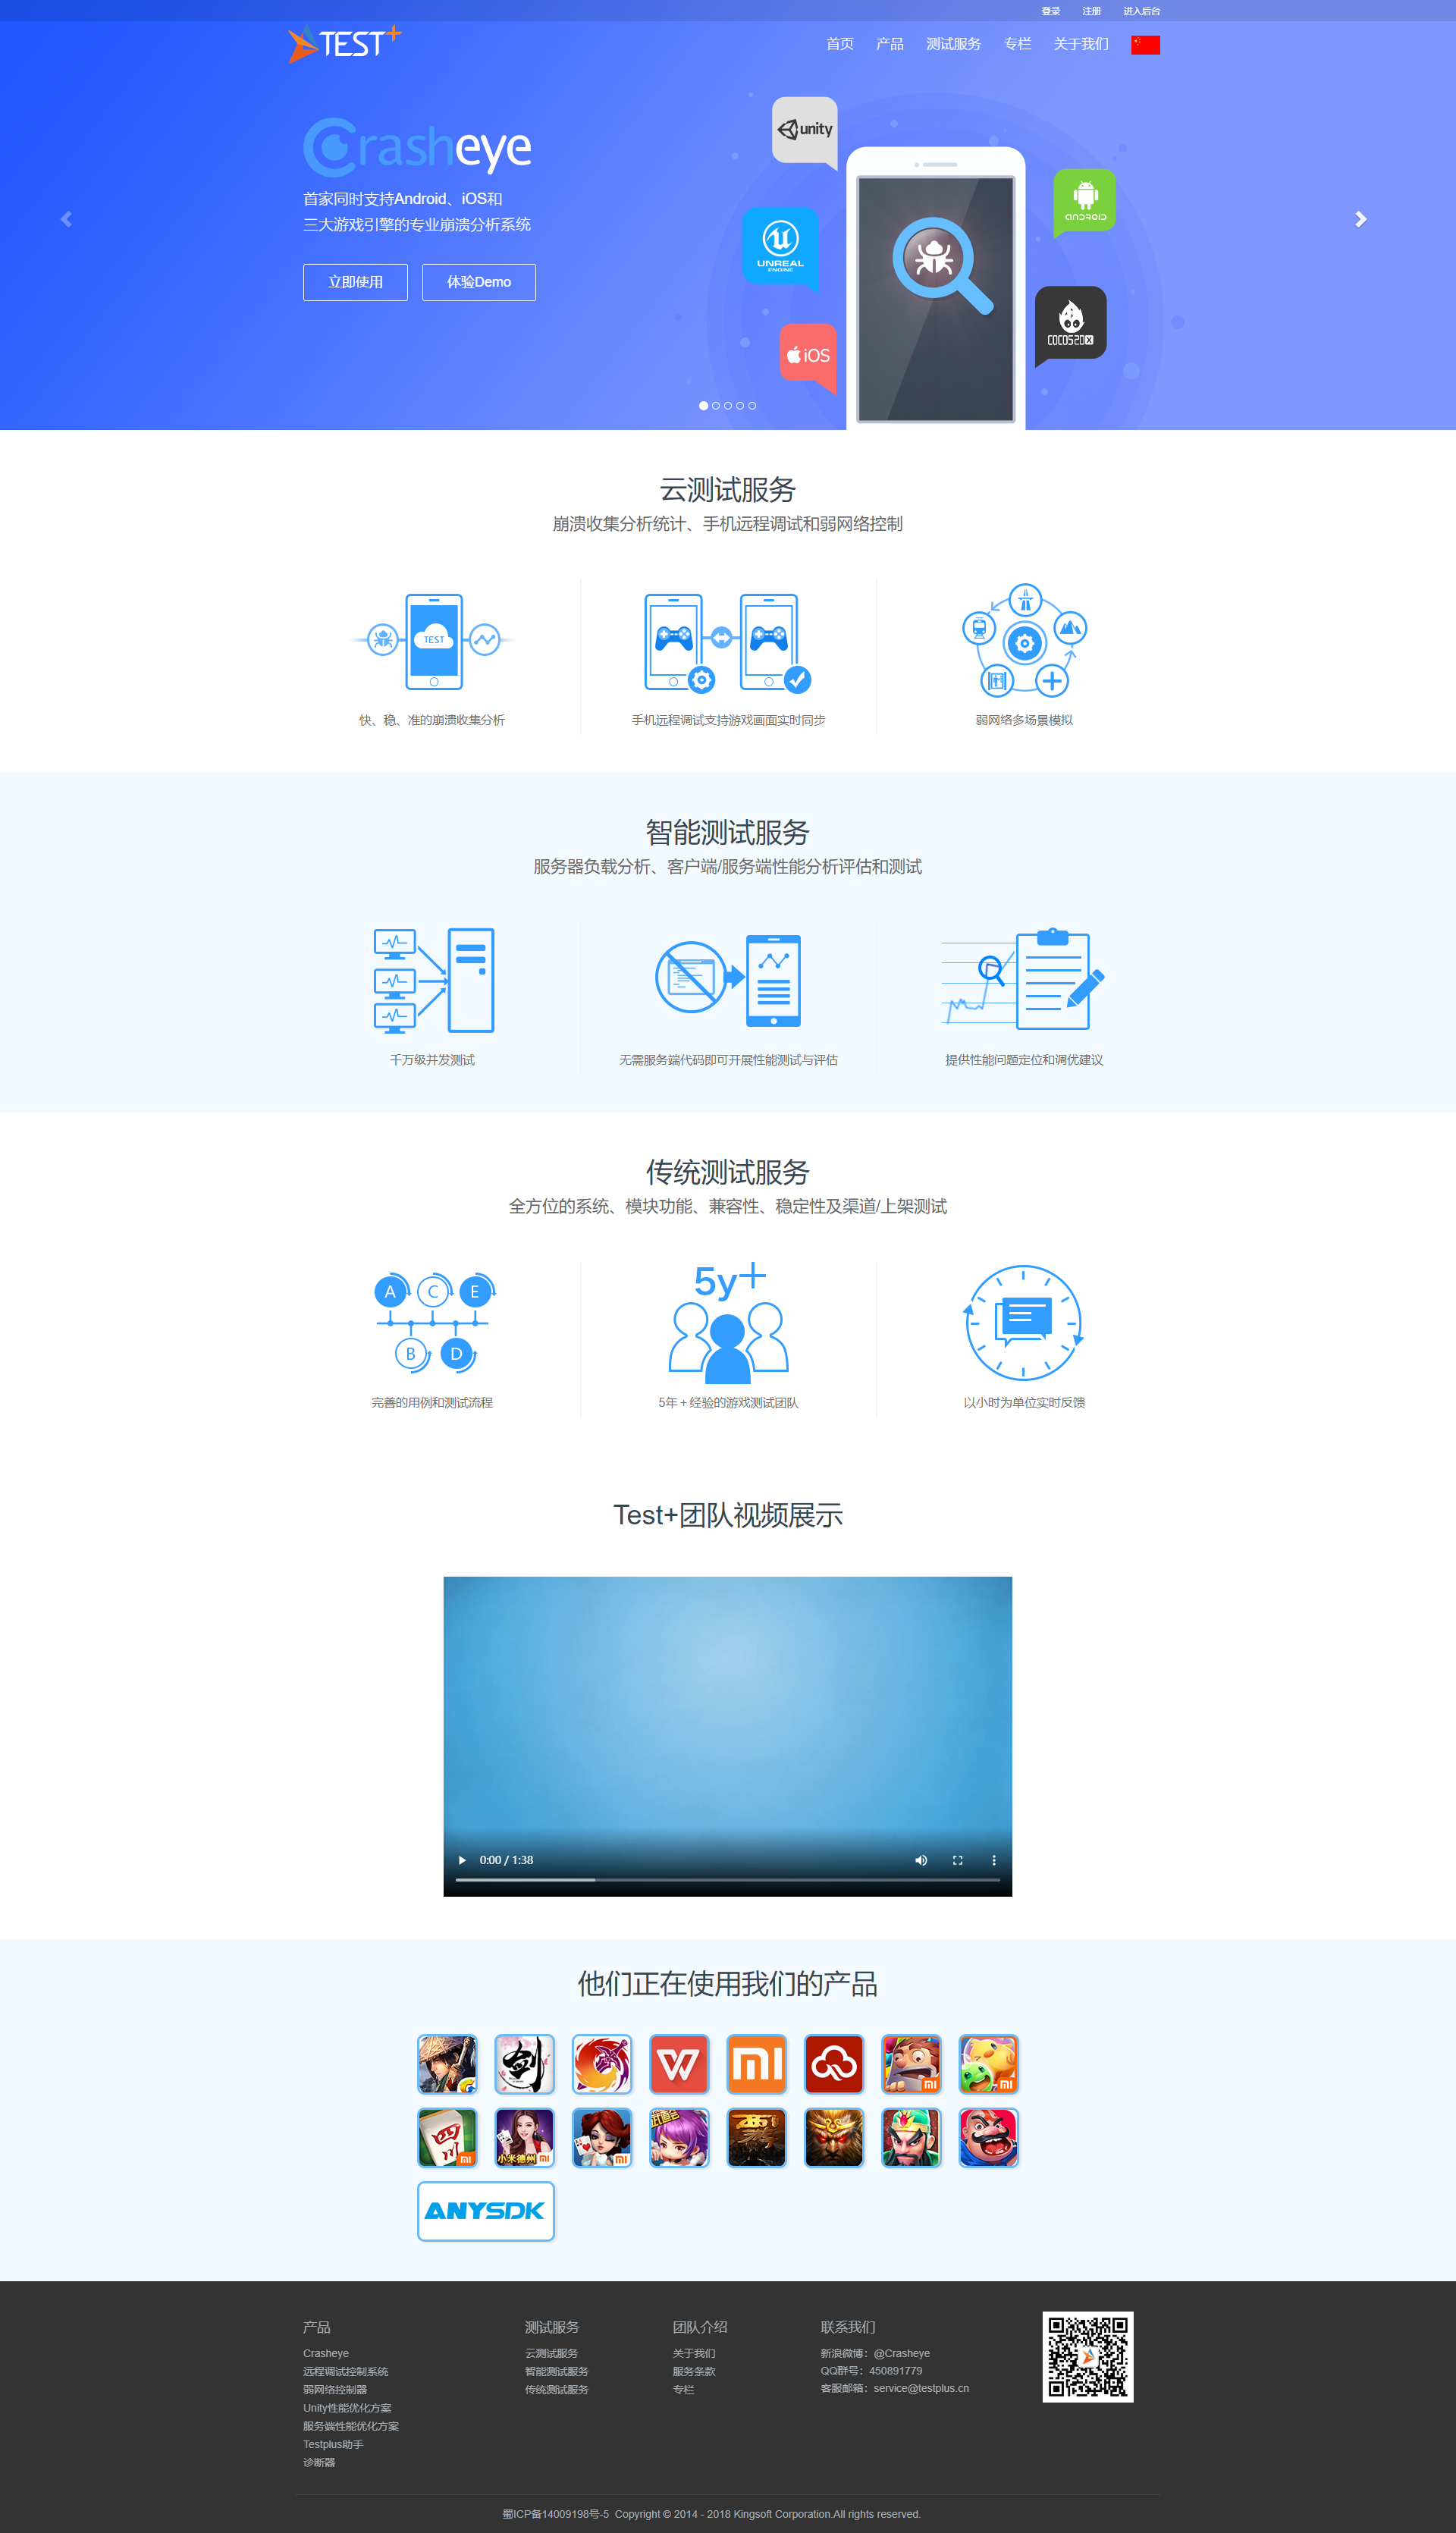 登录 注册 进入后台
TEST+
首页 产品 测试服务 专栏 关于我们
Crasheye
首家同时支持Android、iOS和
三大游戏引擎的专业崩溃分析系统
立即使用 体验Demo
unity
ANDROID
UNREAL
ENGINE
COCOS2DX
iOS
云测试服务
崩溃收集分析统计、手机远程调试和弱网络控制
TEST
快、稳、准的崩溃收集分析
手机远程调试支持游戏画面实时同步
弱网络多场景模拟
智能测试服务
服务器负载分析、客户端/服务端性能分析评估和测试
千万级并发测试
无需服务端代码即可开展性能测试与评估
提供性能问题定位和调优建议
传统测试服务
全方位的系统、模块功能、兼容性、稳定性及渠道/上架测试
A C E
B D
5y+
完善的用例和测试流程
5年＋经验的游戏测试团队
以小时为单位实时反馈
Test+团队视频展示
0:00 / 1:38
他们正在使用我们的产品
剑
W
MI
四川
小米德州
武道会
ANYSDK
产品
Crasheye
远程调试控制系统
弱网络控制器
Unity性能优化方案
服务端性能优化方案
Testplus助手
诊断器
测试服务
云测试服务
智能测试服务
传统测试服务
团队介绍
关于我们
服务条款
专栏
联系我们
新浪微博：@Crasheye
QQ群号：450891779
客服邮箱：service@testplus.cn
蜀ICP备14009198号-5 Copyright © 2014 - 2018 Kingsoft Corporation.All rights reserved.